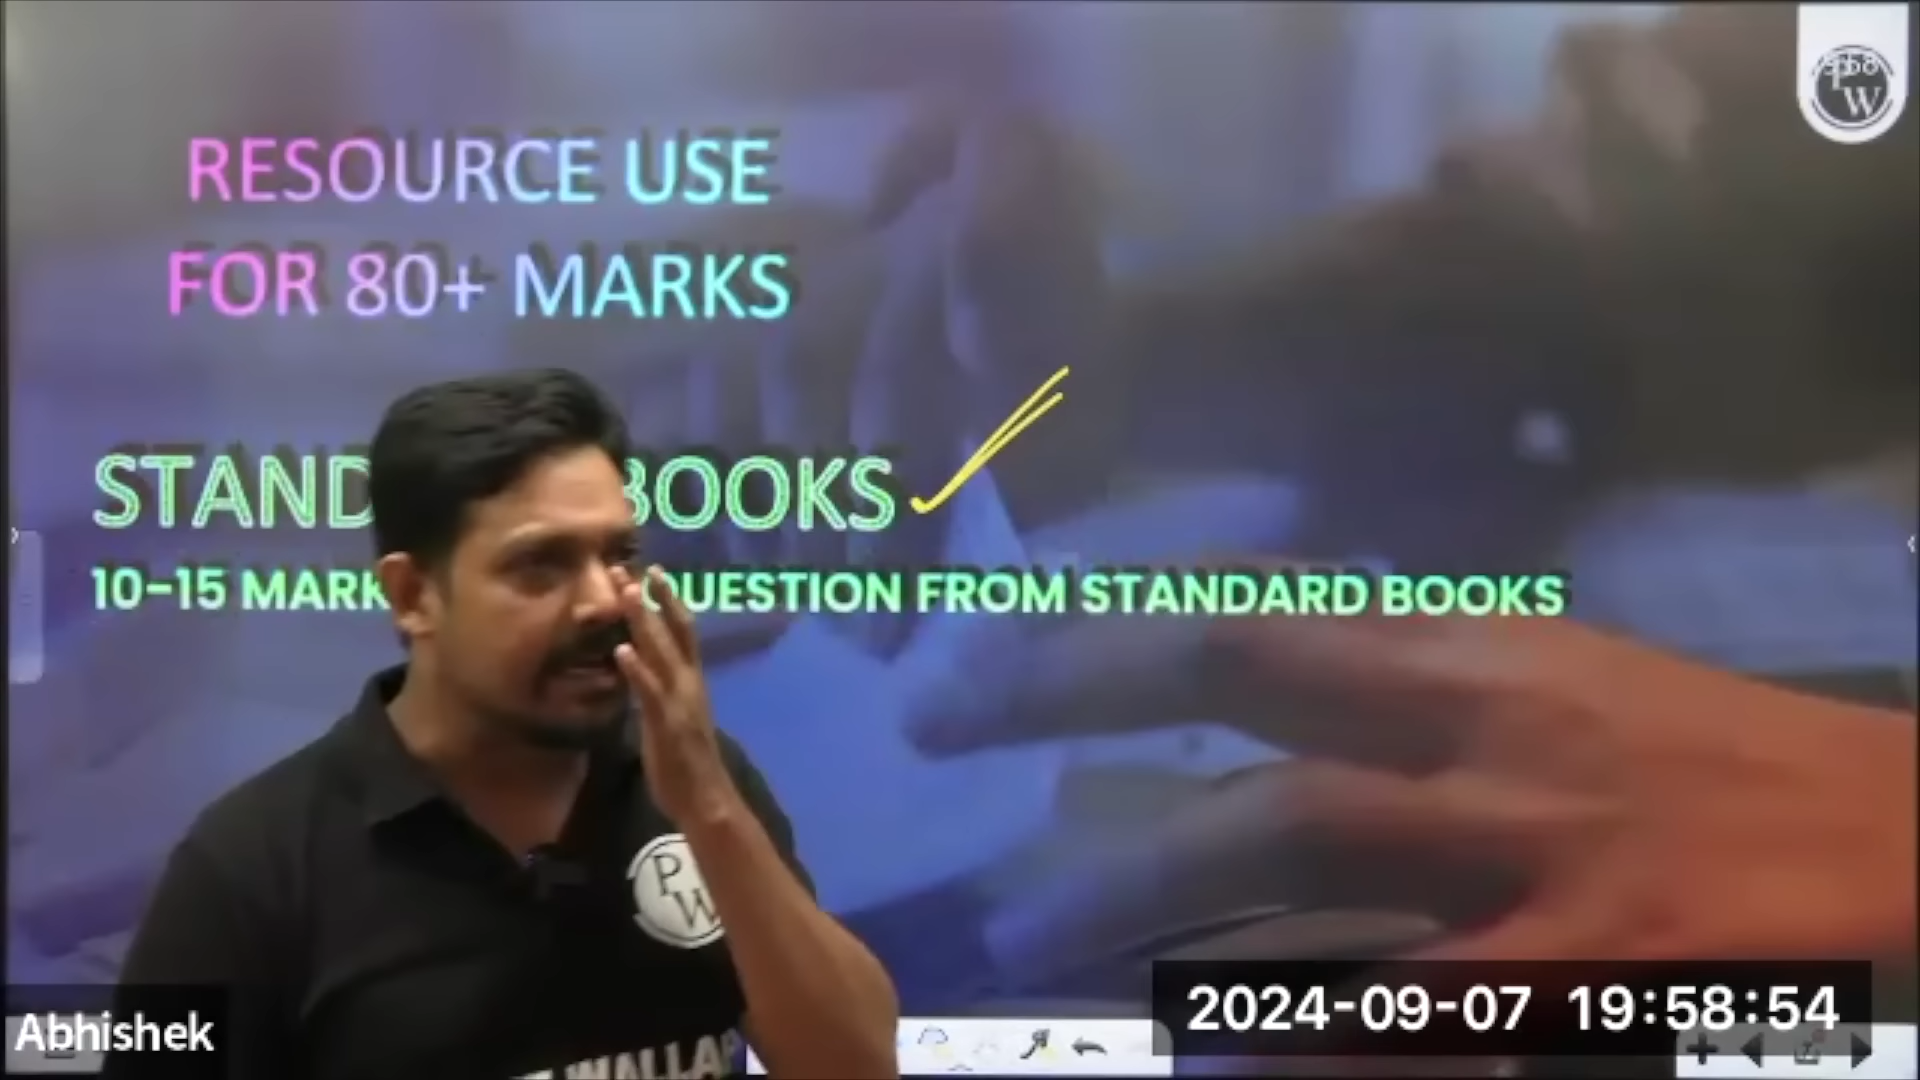 RESOURCE USE
FOR 80+ MARKS
STAND BOOKS
10-15 MARK QUESTION FROM STANDARD BOOKS
P
W
P
W
WALLA
2024-09-07 19:58:54
Abhishek